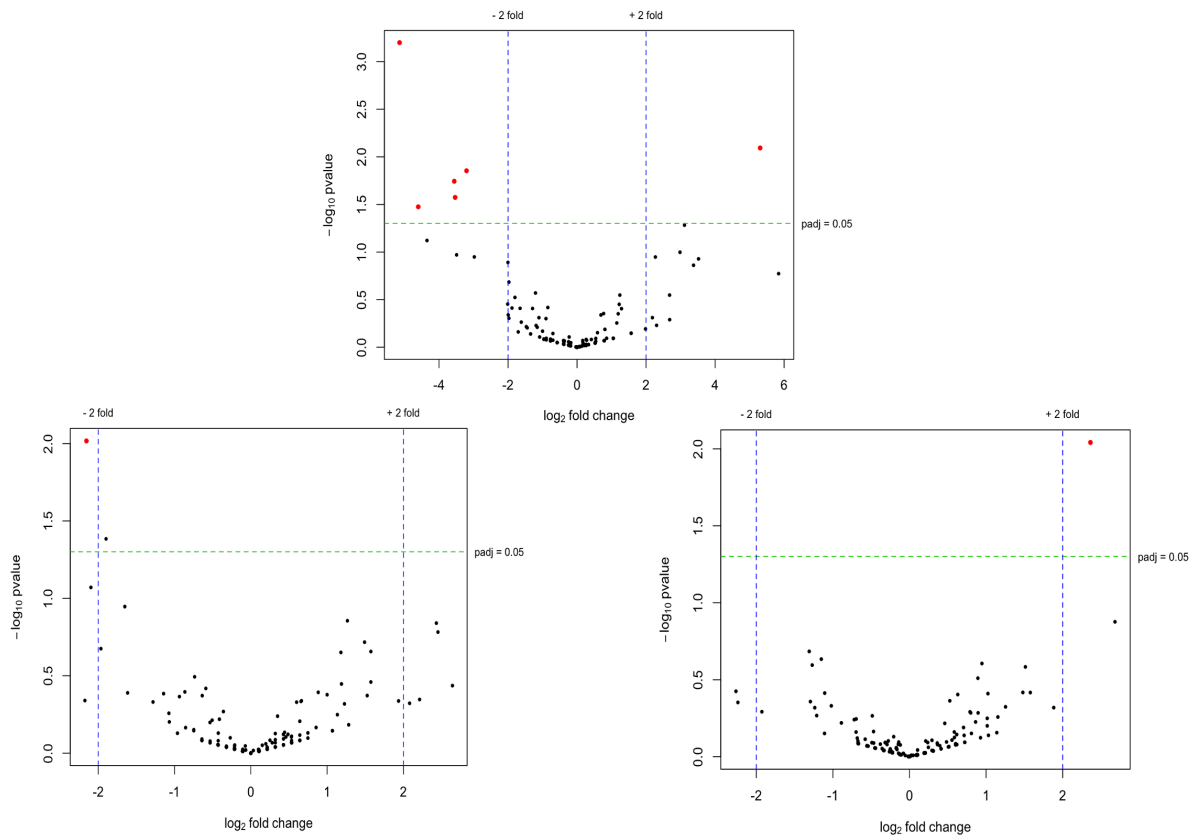 - 2 fold + 2 fold
3.0
2.5
2.0
1.5
1.0
0.5
0.0
− log10 pvalue
padj = 0.05
-4 -2 0 2 4 6
log2 fold change
- 2 fold + 2 fold
2.0
1.5
1.0
0.5
0.0
− log10 pvalue
padj = 0.05
-2 -1 0 1 2
log2 fold change
- 2 fold + 2 fold
2.0
1.5
1.0
0.5
0.0
− log10 pvalue
padj = 0.05
-2 -1 0 1 2
log2 fold change